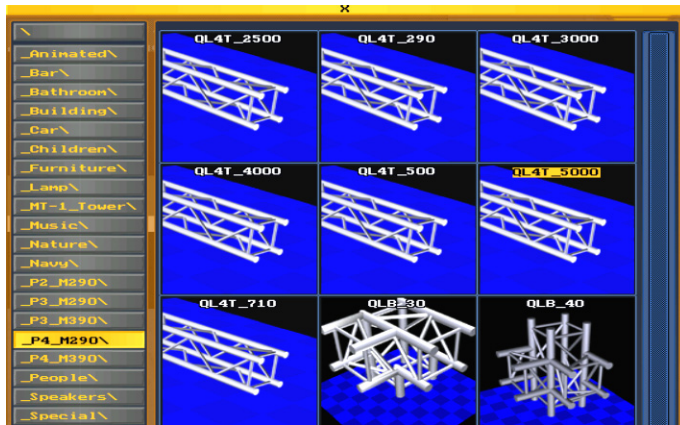 x
\
_Animated\
_Bar\
_Bathroom\
_Building\
_Car\
_Children\
_Furniture\
_Lamp\
_MT-1_Tower\
_Music\
_Nature\
_Navy\
_P2_M290\
_P3_M290\
_P3_M390\
_P4_M290\
_P4_M390\
_People\
_Speakers\
_Special\
QL4T_2500
QL4T_290
QL4T_3000
QL4T_4000
QL4T_500
QL4T_5000
QL4T_710
QLB_30
QLB_40